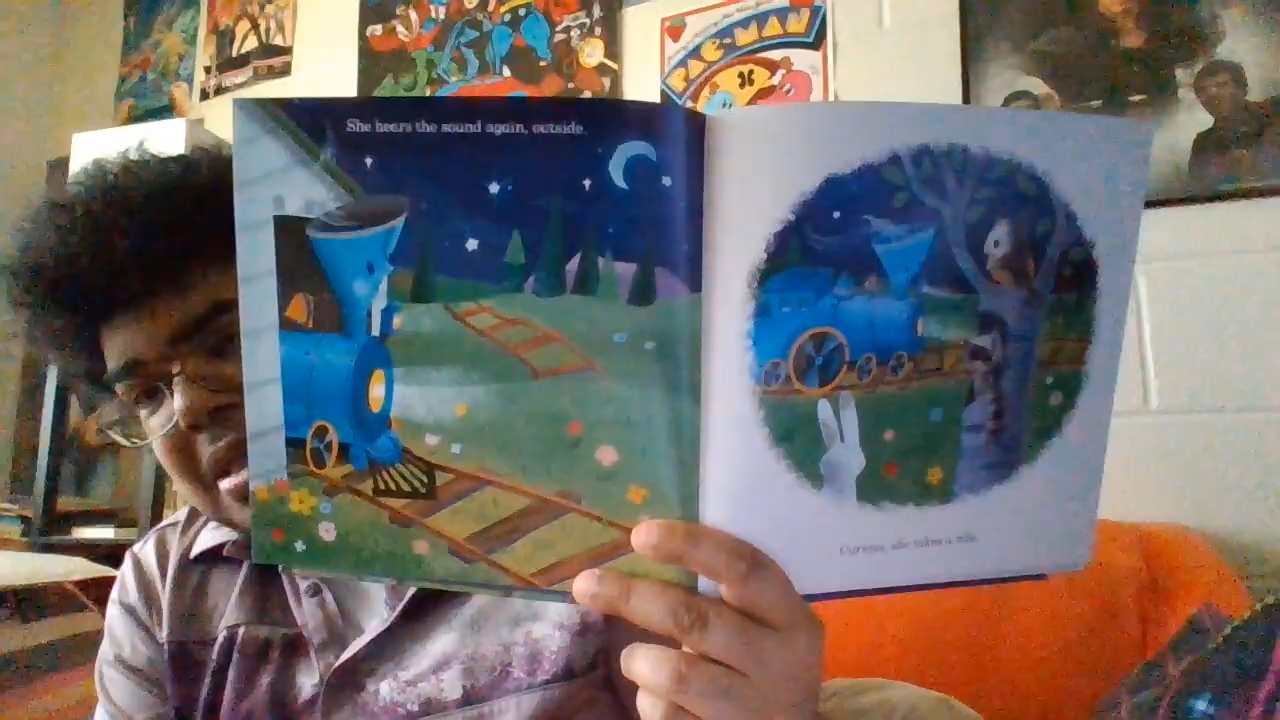 PAC-MAN
She hears the sound again, outside.
Curious, she takes a ride.